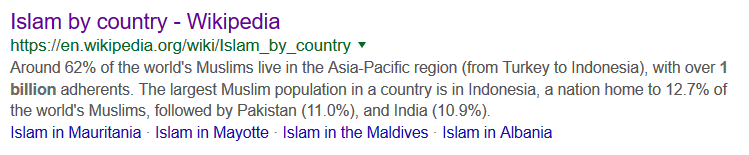 Islam by country - Wikipedia
https://en.wikipedia.org/wiki/Islam_by_country
Around 62% of the world's Muslims live in the Asia-Pacific region (from Turkey to Indonesia), with over 1
billion adherents. The largest Muslim population in a country is in Indonesia, a nation home to 12.7% of
the world's Muslims, followed by Pakistan (11.0%), and India (10.9%).
Islam in Mauritania · Islam in Mayotte · Islam in the Maldives · Islam in Albania